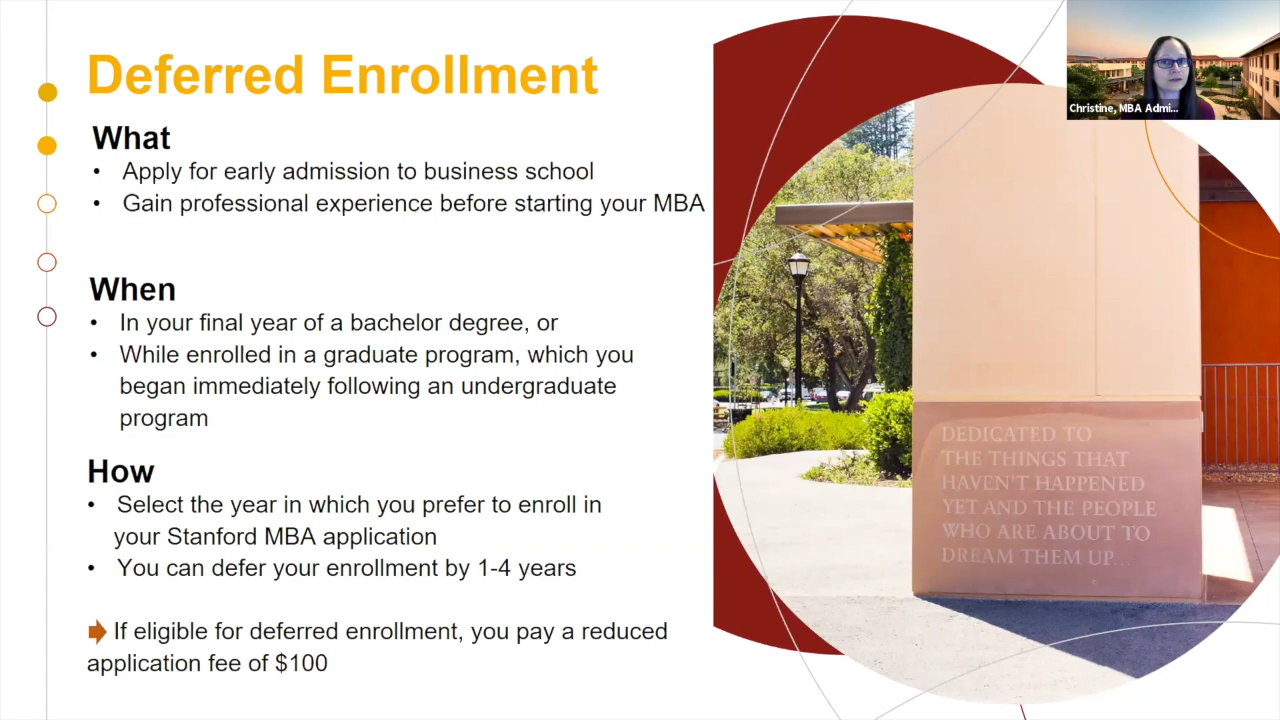 Deferred Enrollment
What
• Apply for early admission to business school
• Gain professional experience before starting your MBA
When
• In your final year of a bachelor degree, or
• While enrolled in a graduate program, which you
began immediately following an undergraduate
program
How
• Select the year in which you prefer to enroll in
your Stanford MBA application
• You can defer your enrollment by 1-4 years
If eligible for deferred enrollment, you pay a reduced
application fee of $100
Christine, MBA Admi...
DEDICATED TO
THE THINGS THAT
HAVEN'T HAPPENED
YET AND THE PEOPLE
WHO ARE ABOUT TO
DREAM THEM UP...